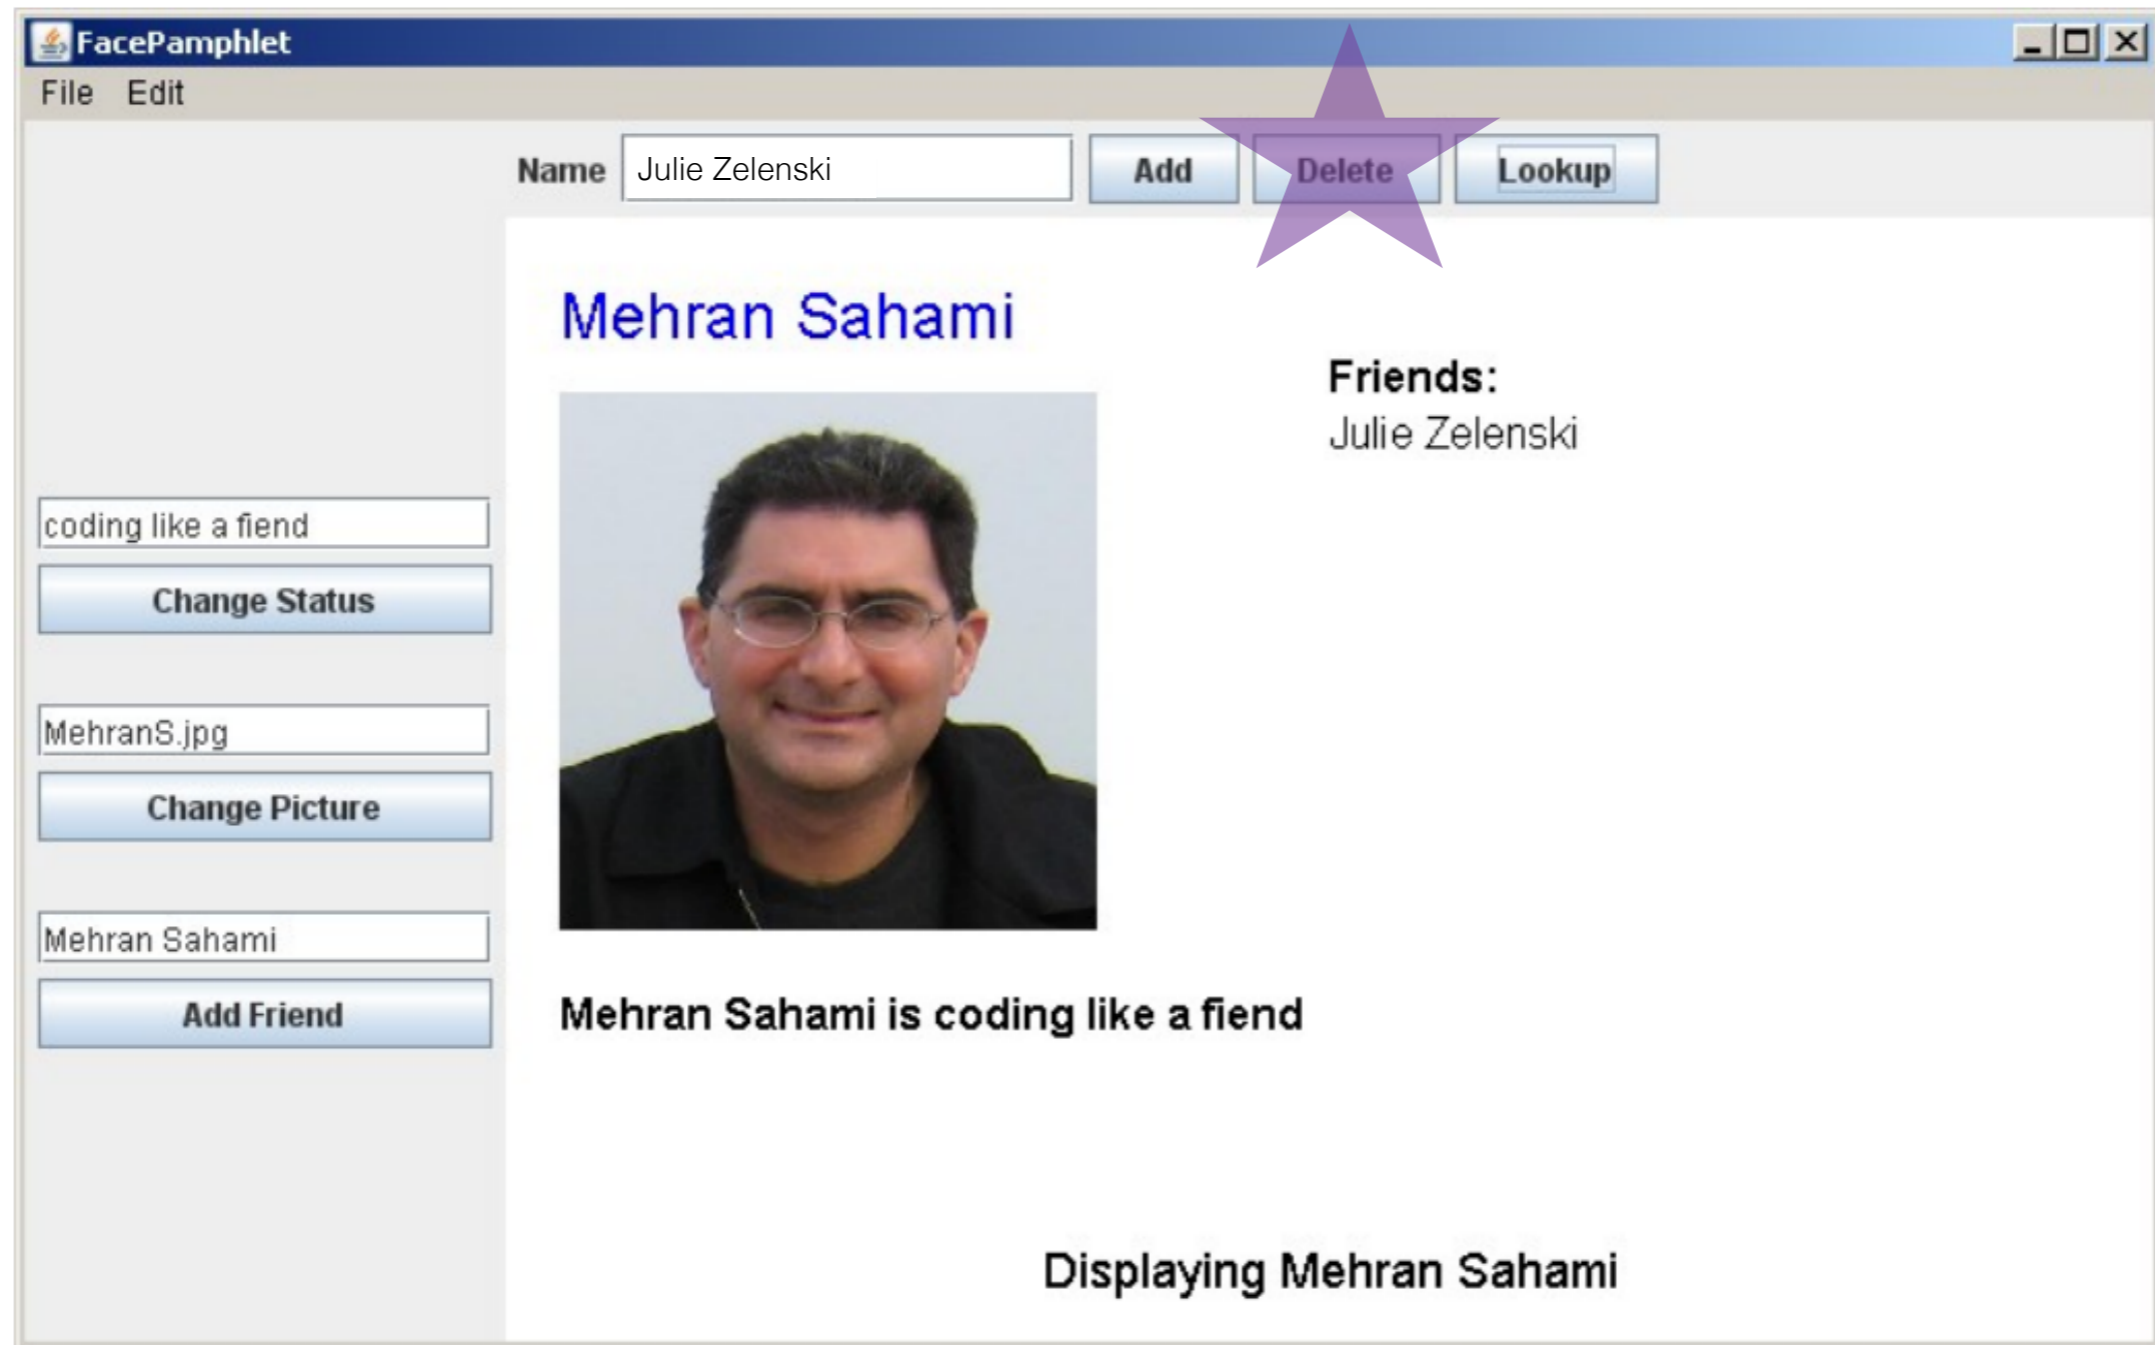 FacePamphlet
File Edit
Name Julie Zelenski Add Delete Lookup
Mehran Sahami
Friends:
Julie Zelenski
coding like a fiend
Change Status
MehranS.jpg
Change Picture
Mehran Sahami
Add Friend
Mehran Sahami is coding like a fiend
Displaying Mehran Sahami